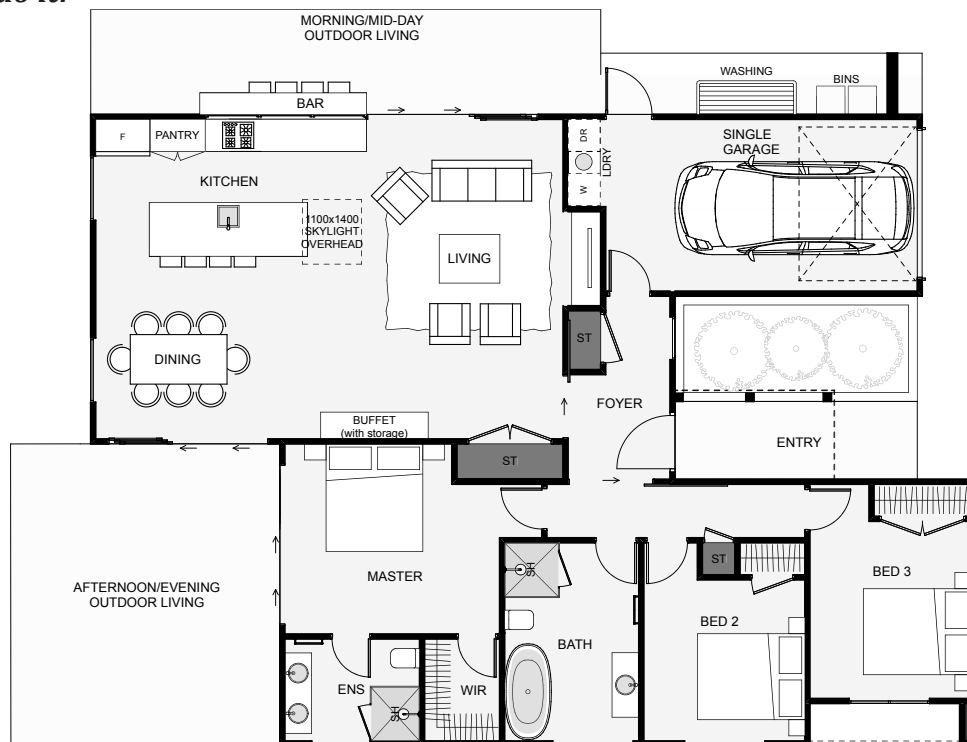 MORNING/MID-DAY
OUTDOOR LIVING
WASHING
BINS
BAR
F
PANTRY
DR
LDRY
W
SINGLE
GARAGE
KITCHEN
1100x1400
SKYLIGHT
OVERHEAD
LIVING
ST
DINING
FOYER
BUFFET
(with storage)
ENTRY
ST
SH
ST
BED 3
MASTER
AFTERNOON/EVENING
OUTDOOR LIVING
BED 2
BATH
ENS
WIR
SH